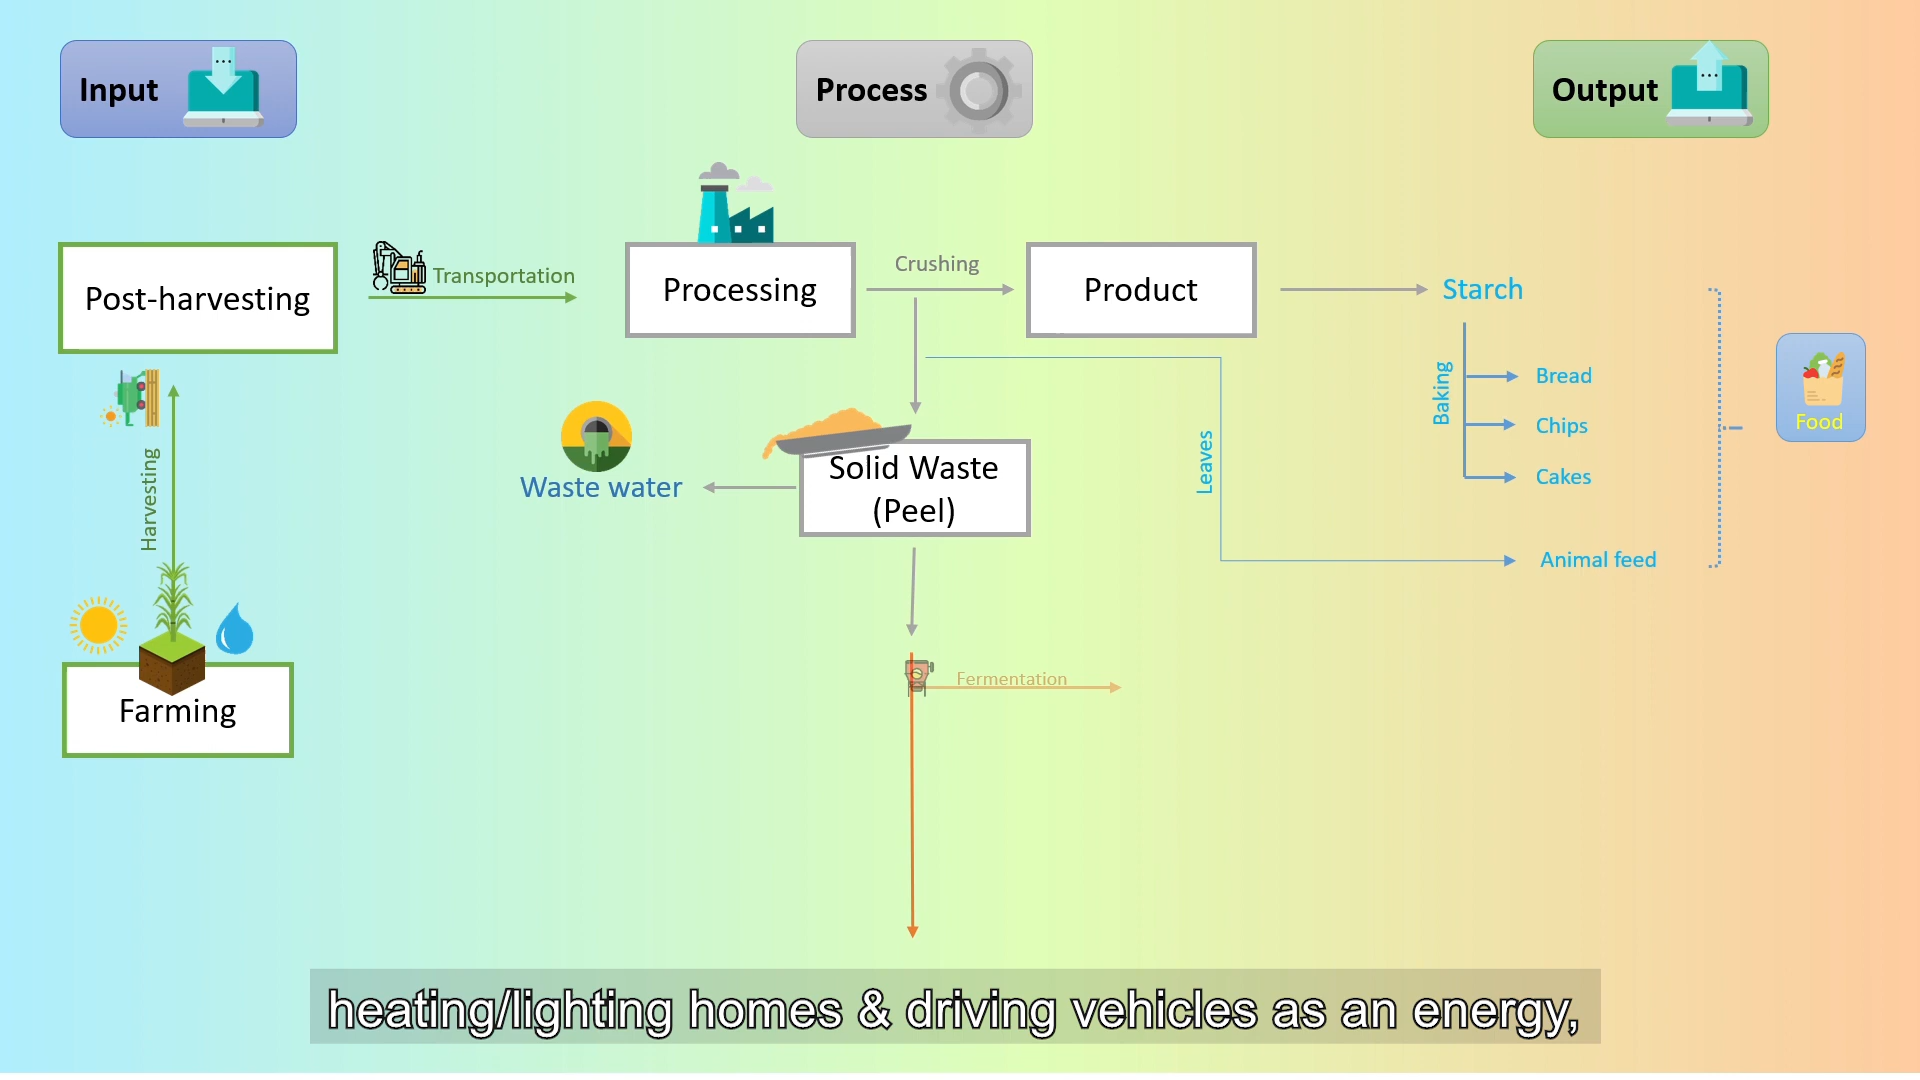 Input
Process
Output
Post-harvesting
Transportation
Processing
Crushing
Product
Starch
Baking
Bread
Chips
Cakes
Food
Leaves
Animal feed
Harvesting
Waste water
Solid Waste
(Peel)
Farming
Fermentation
heating/lighting homes & driving vehicles as an energy,